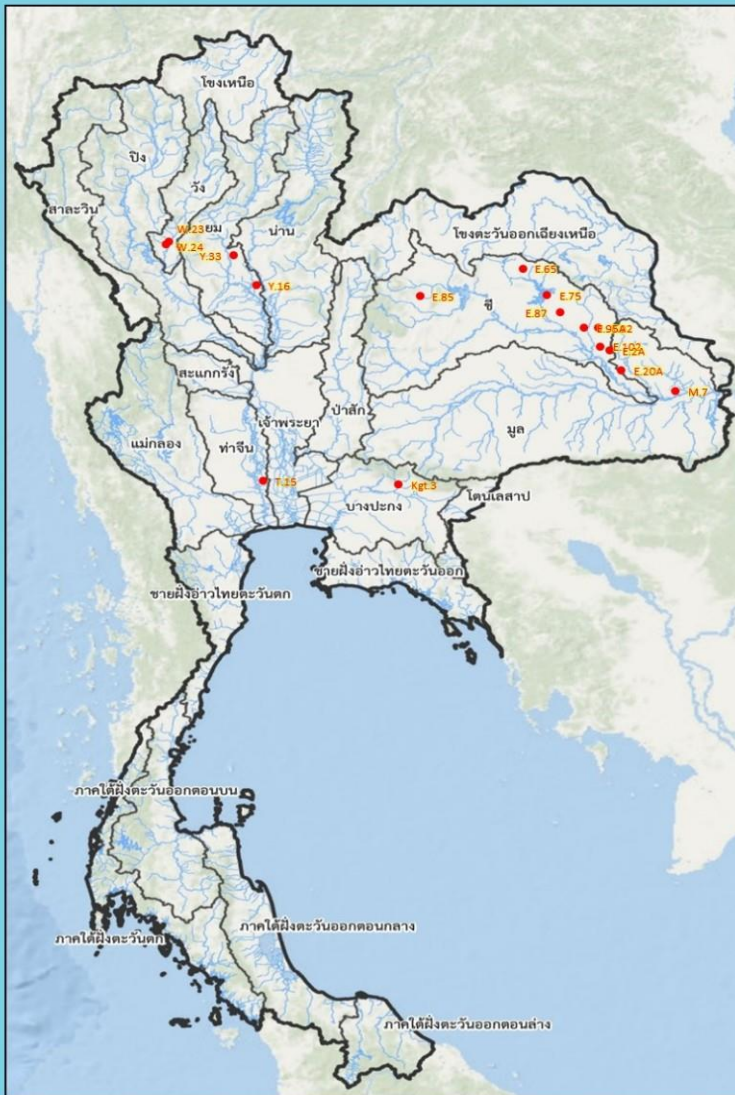 โขงเหนือ
ปิง
วัง
สาละวิน
W.23
ยม
น่าน
W.24
Y.33
โขงตะวันออกเฉียงเหนือ
E.65
Y.16
E.85
ชี
E.75
E.87
E.2A
E.20A
สะแกกรัง
M.7
เจ้าพระยา
ป่าสัก
แม่กลอง
ท่าจีน
มูล
T.15
Kgt.3
โตนเลสาป
บางปะกง
ชายฝั่งอ่าวไทยตะวันออก
ชายฝั่งอ่าวไทยตะวันตก
ภาคใต้ฝั่งตะวันออกตอนบน
ภาคใต้ฝั่งตะวันออกตอนกลาง
ภาคใต้ฝั่งตะวันตก
ภาคใต้ฝั่งตะวันออกตอนล่าง